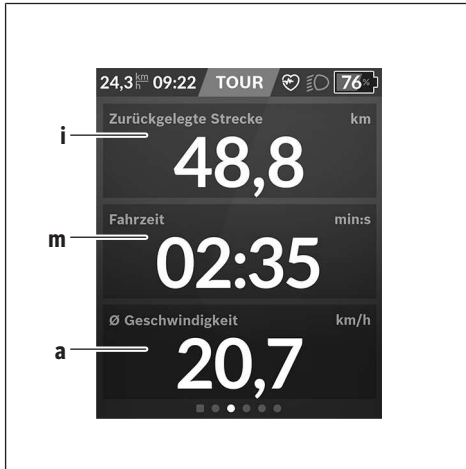 24,3 km/h 09:22 TOUR 76%
Zurückgelegte Strecke km
i
48,8
Fahrzeit min:s
m
02:35
Ø Geschwindigkeit km/h
a
20,7